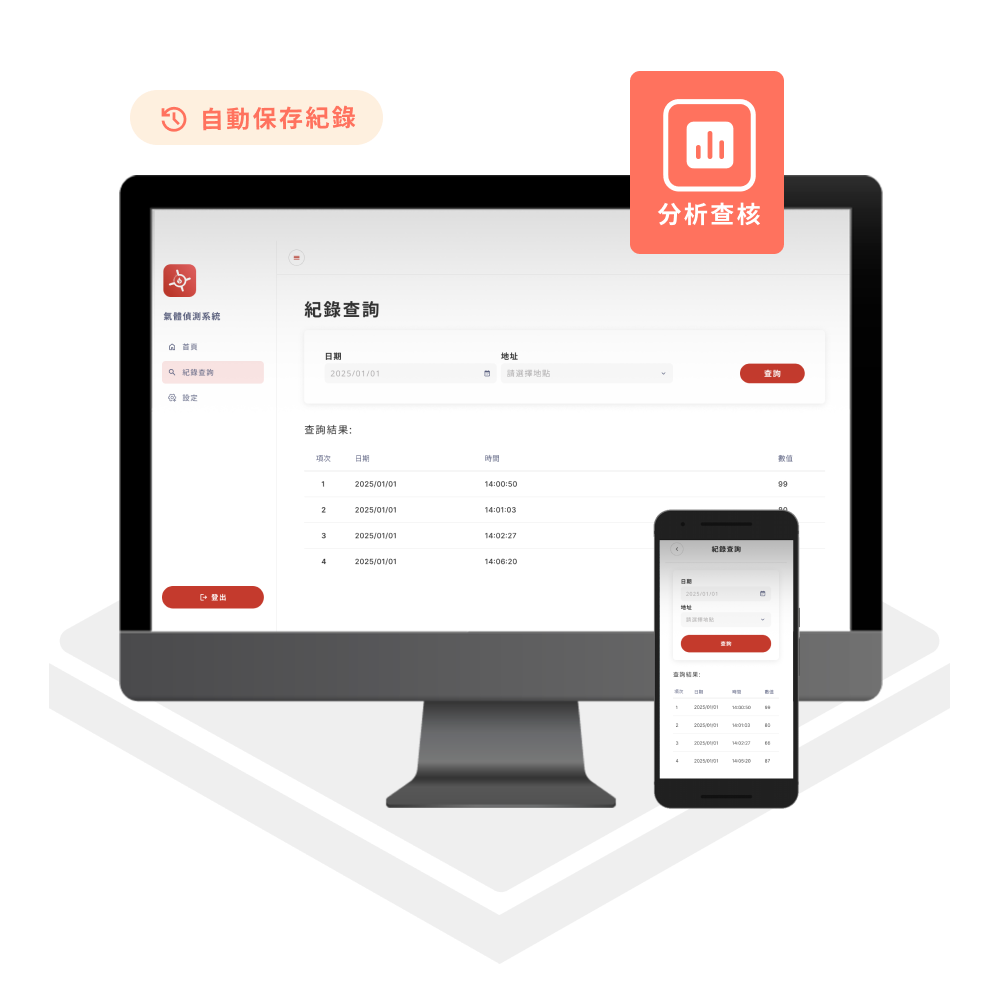 自動保存紀錄
分析查核
氣體偵測系統
首頁
紀錄查詢
設定
登出
紀錄查詢
日期 地址
2025/01/01 請選擇地點 查詢
查詢結果:
項次 日期 時間 數值
1 2025/01/01 14:00:50 99
2 2025/01/01 14:01:03
3 2025/01/01 14:02:27
4 2025/01/01 14:06:20
紀錄查詢
日期
2025/01/01
地址
請選擇地點
查詢
查詢結果:
項次 日期 時間 數值
1 2025/01/01 14:00:50 99
2 2025/01/01 14:01:03 80
3 2025/01/01 14:02:27 86
4 2025/01/01 14:06:20 87